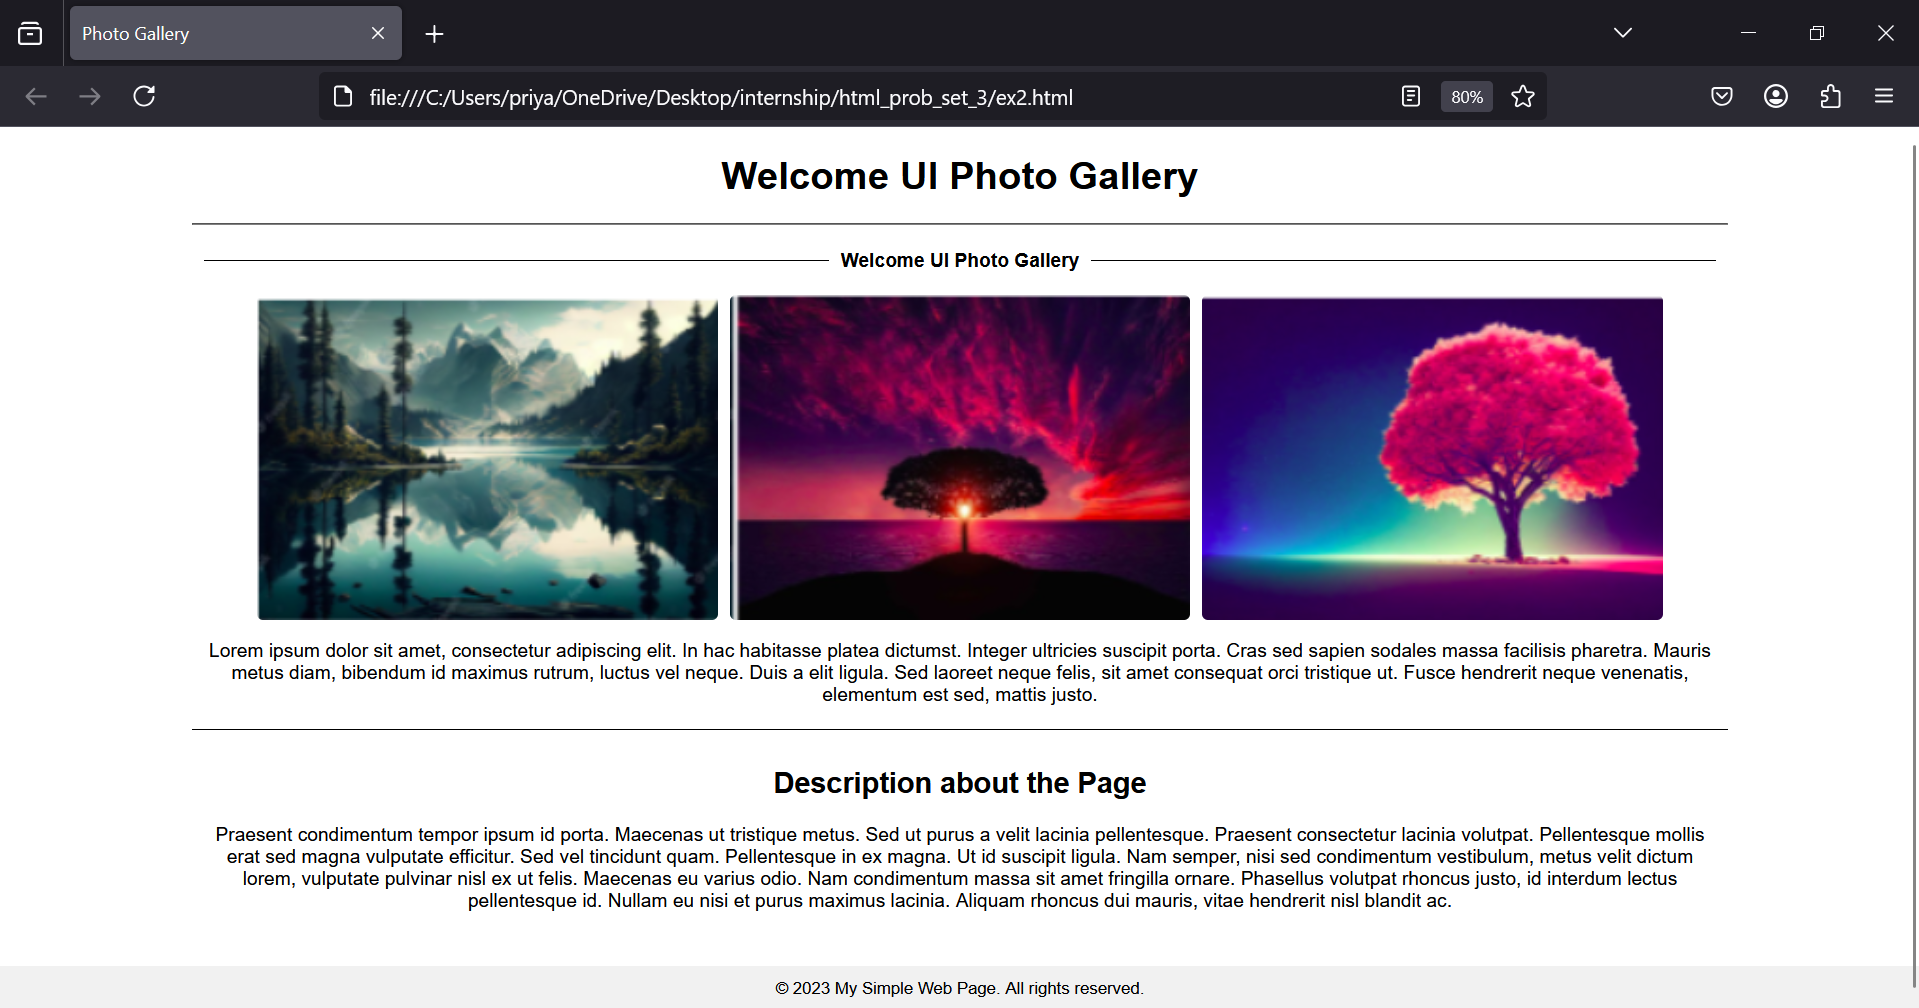 Photo Gallery
file:///C:/Users/priya/OneDrive/Desktop/internship/html_prob_set_3/ex2.html
80%
Welcome UI Photo Gallery
Welcome UI Photo Gallery
Lorem ipsum dolor sit amet, consectetur adipiscing elit. In hac habitasse platea dictumst. Integer ultricies suscipit porta. Cras sed sapien sodales massa facilisis pharetra. Mauris
metus diam, bibendum id maximus rutrum, luctus vel neque. Duis a elit ligula. Sed laoreet neque felis, sit amet consequat orci tristique ut. Fusce hendrerit neque venenatis,
elementum est sed, mattis justo.
Description about the Page
Praesent condimentum tempor ipsum id porta. Maecenas ut tristique metus. Sed ut purus a velit lacinia pellentesque. Praesent consectetur lacinia volutpat. Pellentesque mollis
erat sed magna vulputate efficitur. Sed vel tincidunt quam. Pellentesque in ex magna. Ut id suscipit ligula. Nam semper, nisi sed condimentum vestibulum, metus velit dictum
lorem, vulputate pulvinar nisl ex ut felis. Maecenas eu varius odio. Nam condimentum massa sit amet fringilla ornare. Phasellus volutpat rhoncus justo, id interdum lectus
pellentesque id. Nullam eu nisi et purus maximus lacinia. Aliquam rhoncus dui mauris, vitae hendrerit nisl blandit ac.
© 2023 My Simple Web Page. All rights reserved.